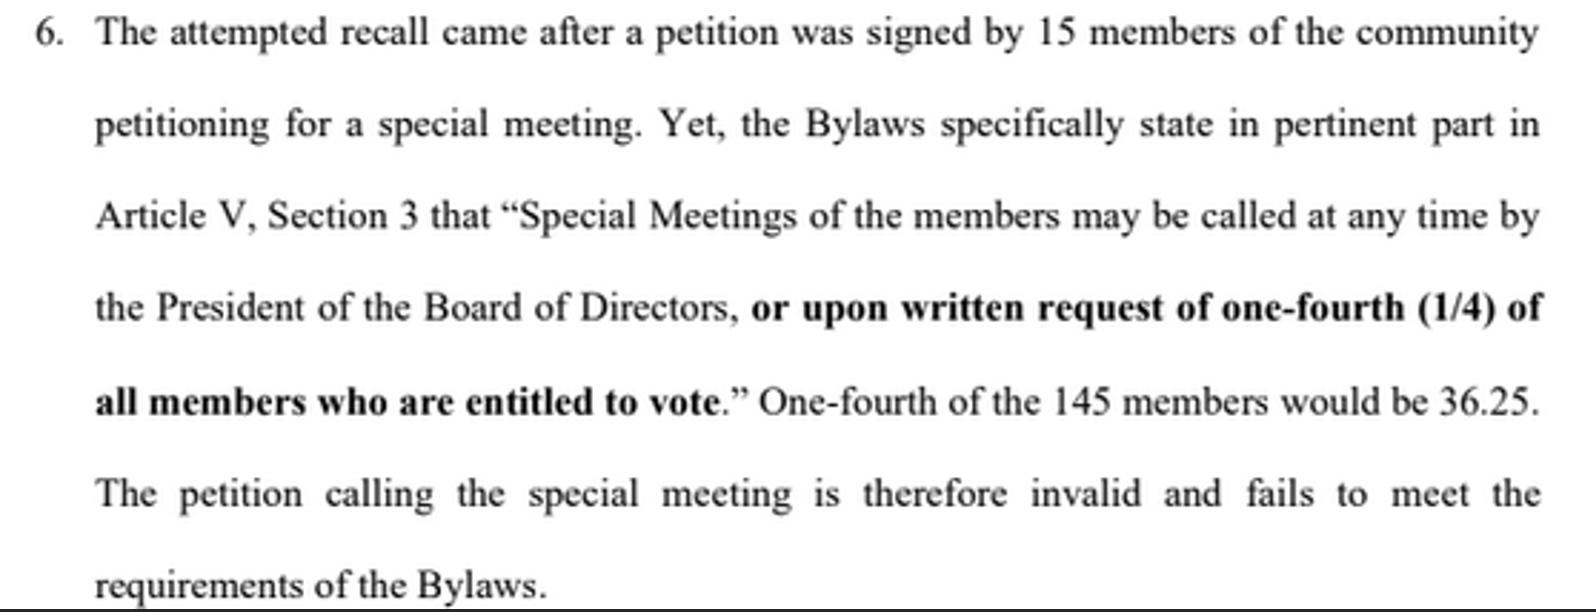 6. The attempted recall came after a petition was signed by 15 members of the community
petitioning for a special meeting. Yet, the Bylaws specifically state in pertinent part in
Article V, Section 3 that “Special Meetings of the members may be called at any time by
the President of the Board of Directors, or upon written request of one-fourth (1/4) of
all members who are entitled to vote.” One-fourth of the 145 members would be 36.25.
The petition calling the special meeting is therefore invalid and fails to meet the
requirements of the Bylaws.